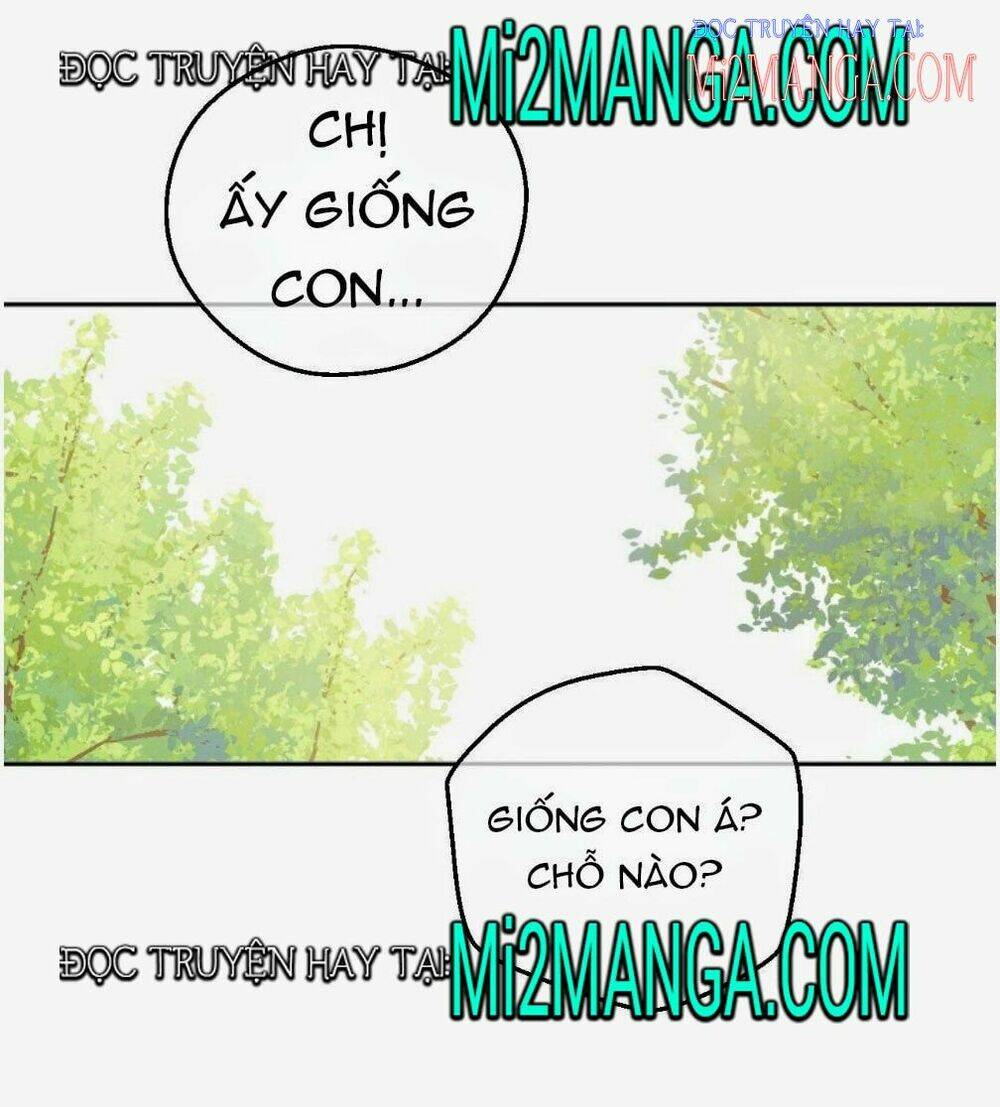 ĐỌC TRUYỆN HAY TẠI:
Mi2MANGA.COM
ĐỌC TRUYỆN HAY TẠI:
Mi2MANGA.COM
CHỊ
ẤY GIỐNG
CON...
GIỐNG CON Á?
CHỖ NÀO?
ĐỌC TRUYỆN HAY TẠI:
Mi2MANGA.COM